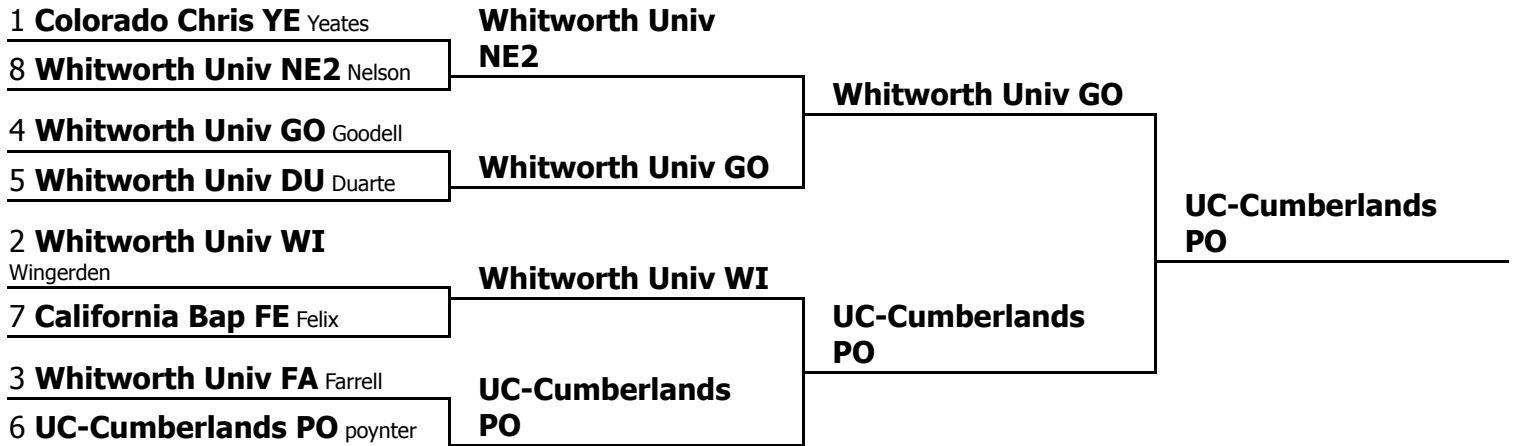 1 Colorado Chris YE Yeates
8 Whitworth Univ NE2 Nelson
4 Whitworth Univ GO Goodell
5 Whitworth Univ DU Duarte
2 Whitworth Univ WI
Wingerden
7 California Bap FE Felix
3 Whitworth Univ FA Farrell
6 UC-Cumberlands PO poynter
Whitworth Univ
NE2
Whitworth Univ GO
Whitworth Univ WI
UC-Cumberlands
PO
Whitworth Univ GO
UC-Cumberlands
PO
UC-Cumberlands
PO